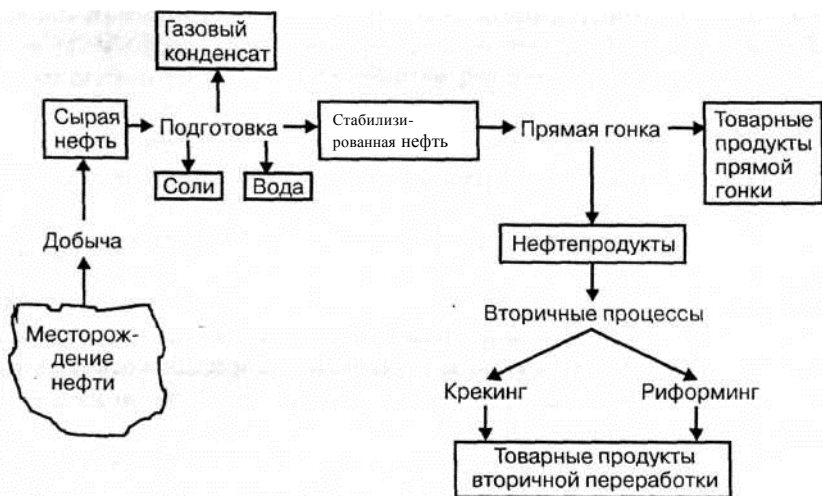 Газовый
конденсат
Сырая
нефть
Подготовка
Стабилизи-
рованная нефть
Прямая гонка
Товарные
продукты
прямой
гонки
Соли
Вода
Добыча
Нефтепродукты
Месторож-
дение
нефти
Вторичные процессы
Крекинг
Риформинг
Товарные продукты
вторичной переработки